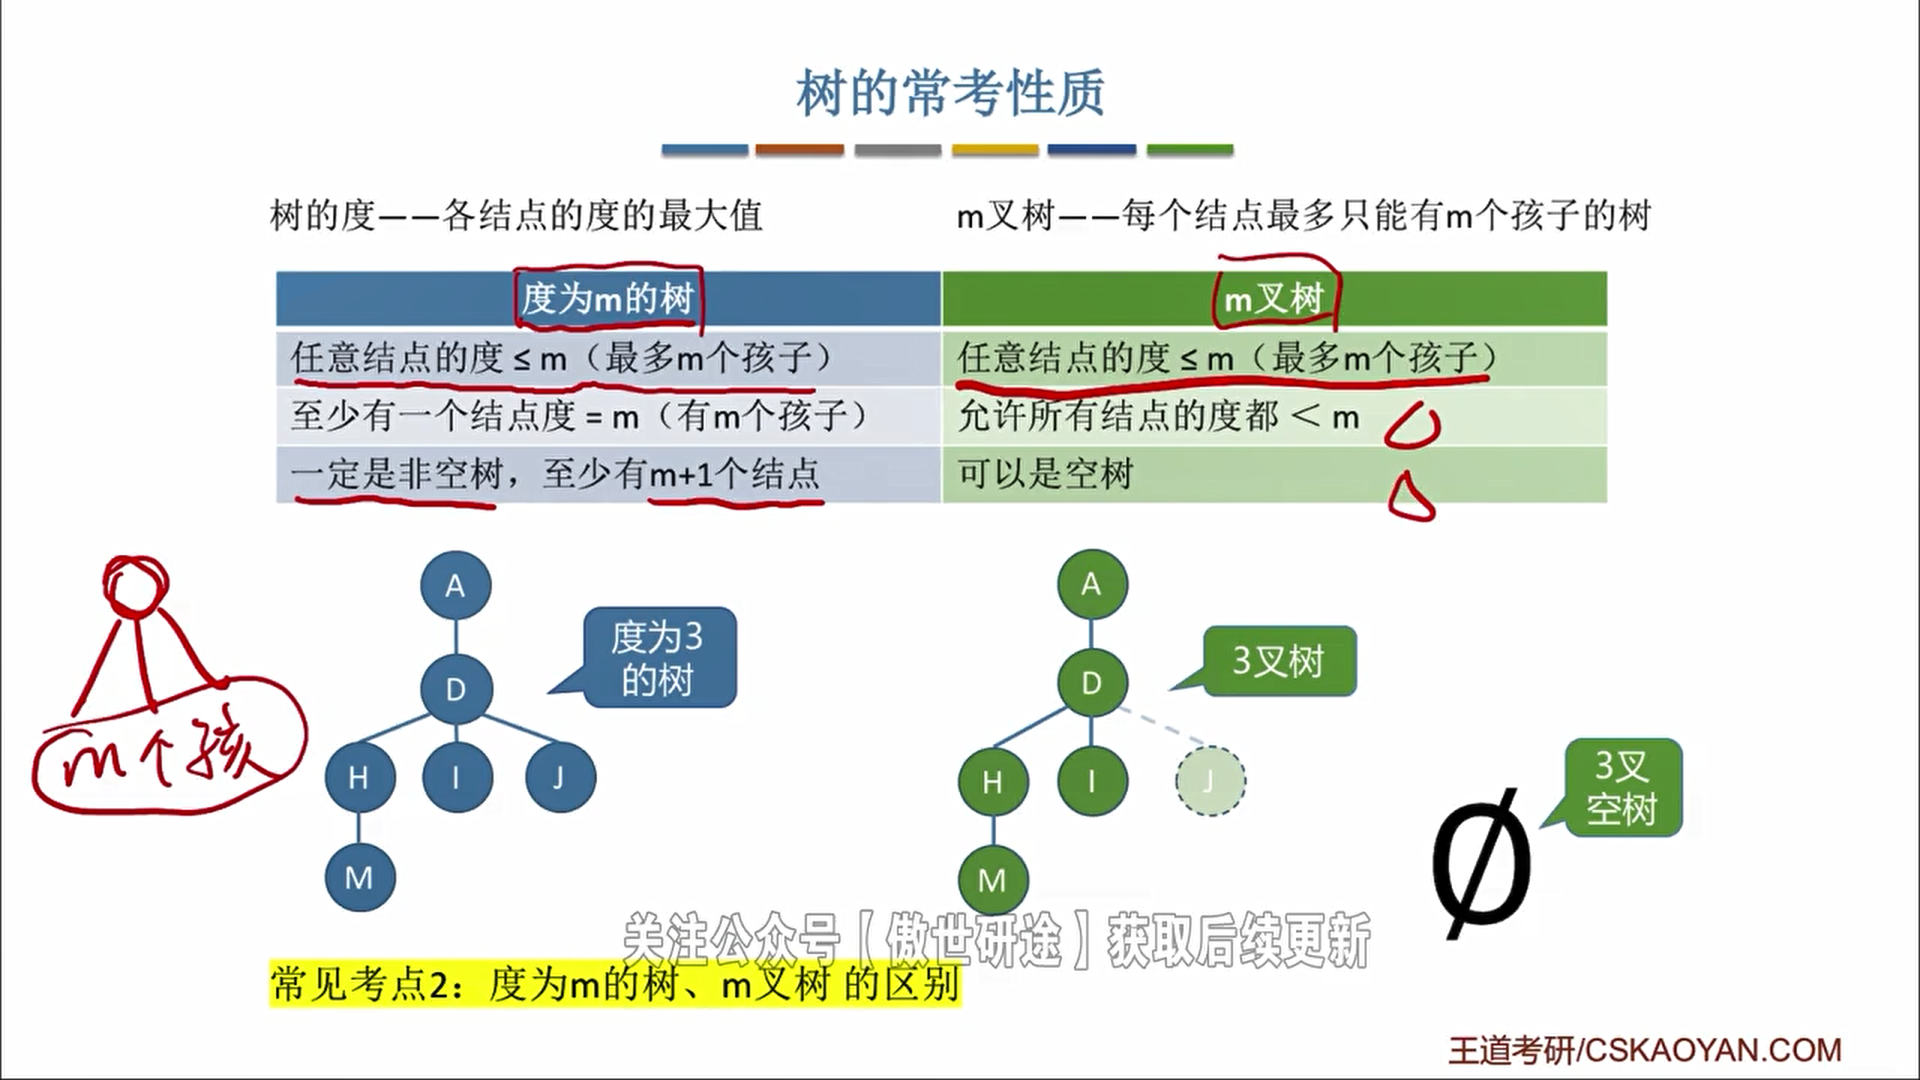 树的常考性质
树的度——各结点的度的最大值
m叉树——每个结点最多只能有m个孩子的树
度为m的树
m叉树
任意结点的度 ≤ m（最多m个孩子）
任意结点的度 ≤ m（最多m个孩子）
至少有一个结点度 = m（有m个孩子）
允许所有结点的度都 < m
一定是非空树，至少有m+1个结点
可以是空树
A
D
H
I
J
M
度为3
的树
m个孩
A
D
H
I
J
M
3叉树
3叉
空树
Ø
关注公众号【傲世研途】获取后续更新
常见考点2：度为m的树、m叉树 的区别
王道考研/CSKAOYAN.COM